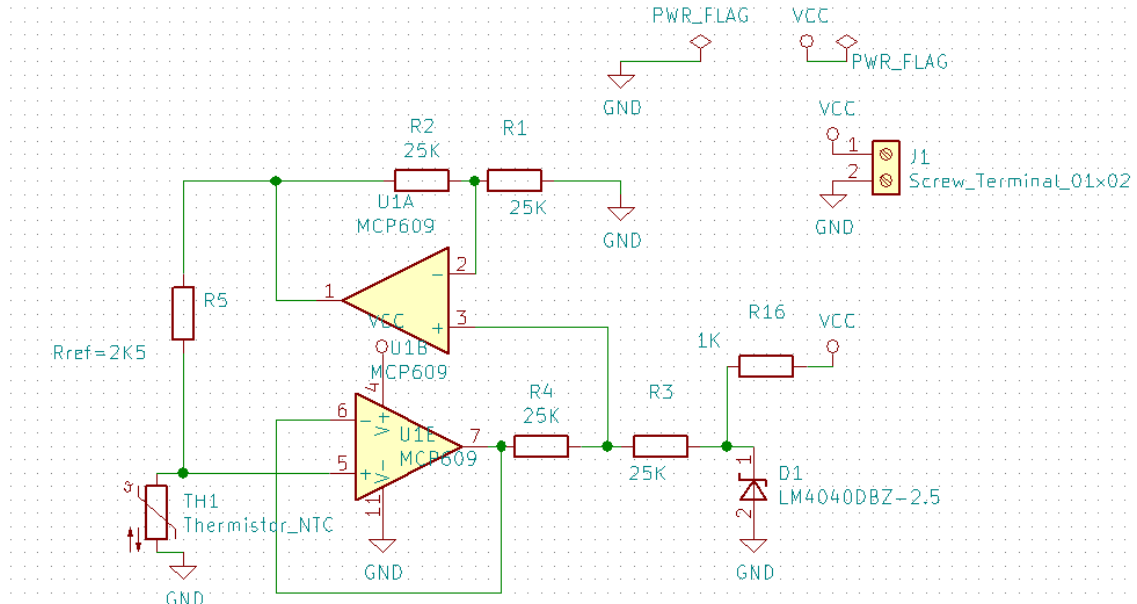 PWR_FLAG
VCC
PWR_FLAG
GND
VCC
1
2
J1
Screw_Terminal_01x02
GND
R2
25K
R1
25K
GND
U1A
MCP609
2
−
1
3
+
R5
Rref=2K5
VCC
U1B
MCP609
4
6
−
V+
U1E
MCP609
7
5
+
V−
11
GND
R4
25K
R3
25K
R16
1K
VCC
1
D1
LM4040DBZ-2.5
2
GND
TH1
Thermistor_NTC
GND